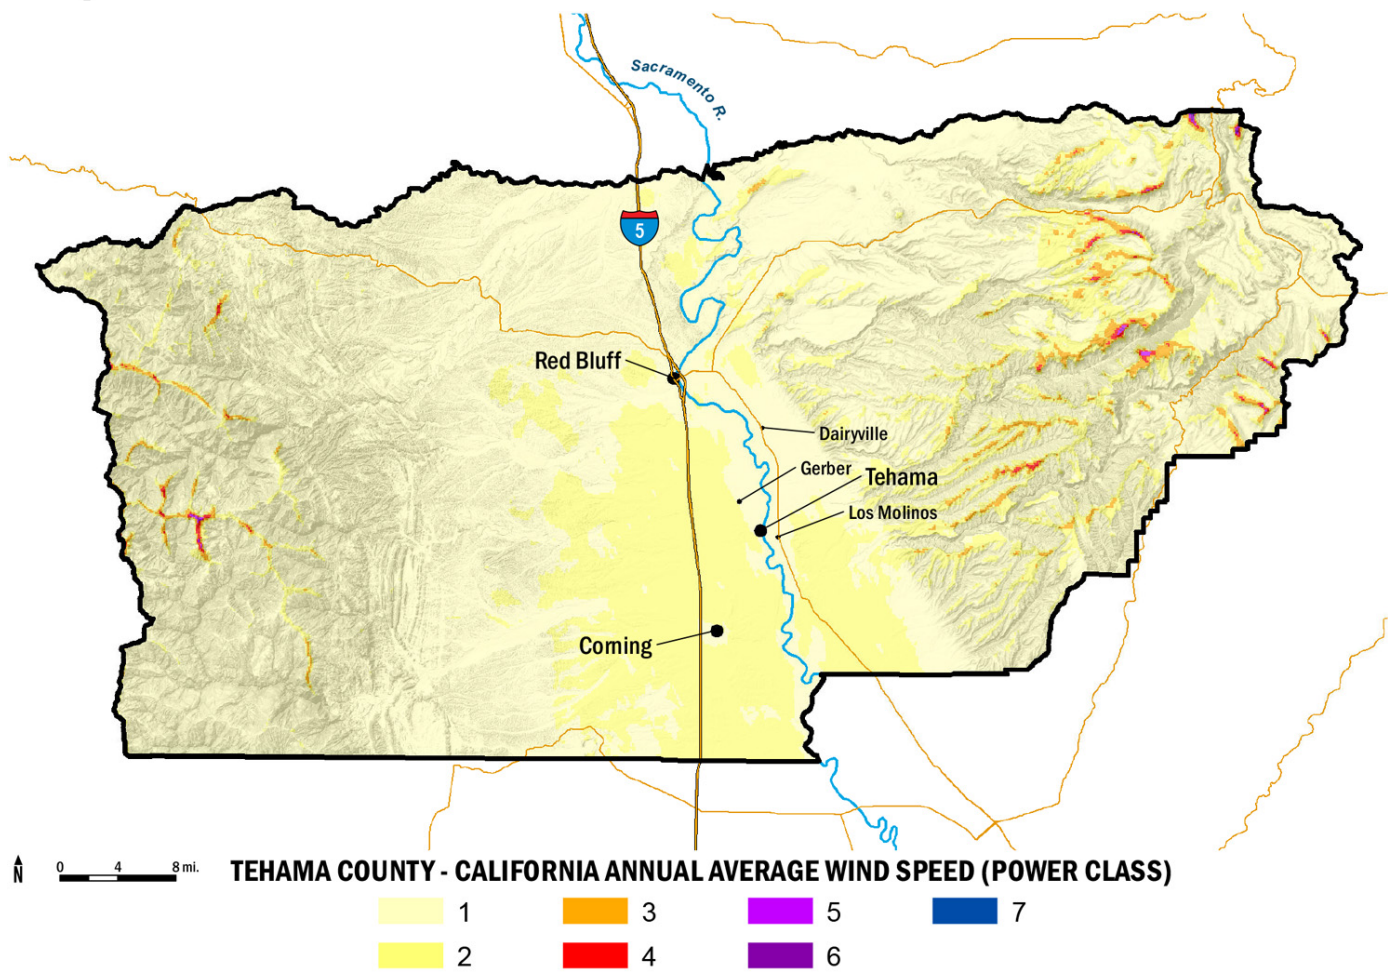 Sacramento R.
5
Red Bluff
Dairyville
Gerber
Tehama
Los Molinos
Corning
N
0 4 8 mi.
TEHAMA COUNTY - CALIFORNIA ANNUAL AVERAGE WIND SPEED (POWER CLASS)
1 3 5 7
2 4 6